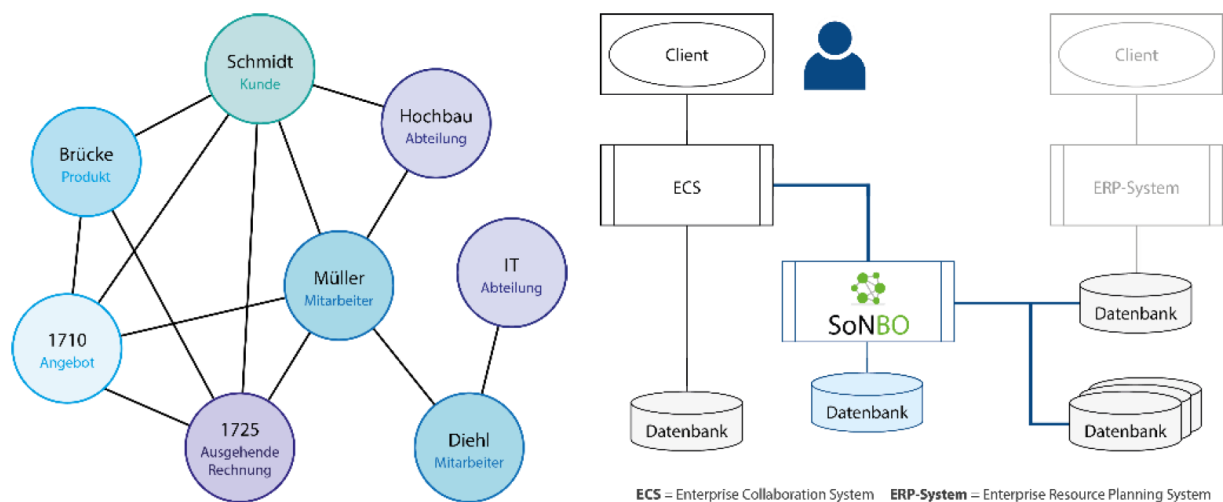 Schmidt
Kunde
Hochbau
Abteilung
Brücke
Produkt
Müller
Mitarbeiter
IT
Abteilung
1710
Angebot
1725
Ausgehende
Rechnung
Diehl
Mitarbeiter
Client
Client
ECS
ERP-System
SoNBO
Datenbank
Datenbank
Datenbank
Datenbank
ECS = Enterprise Collaboration System ERP-System = Enterprise Resource Planning System